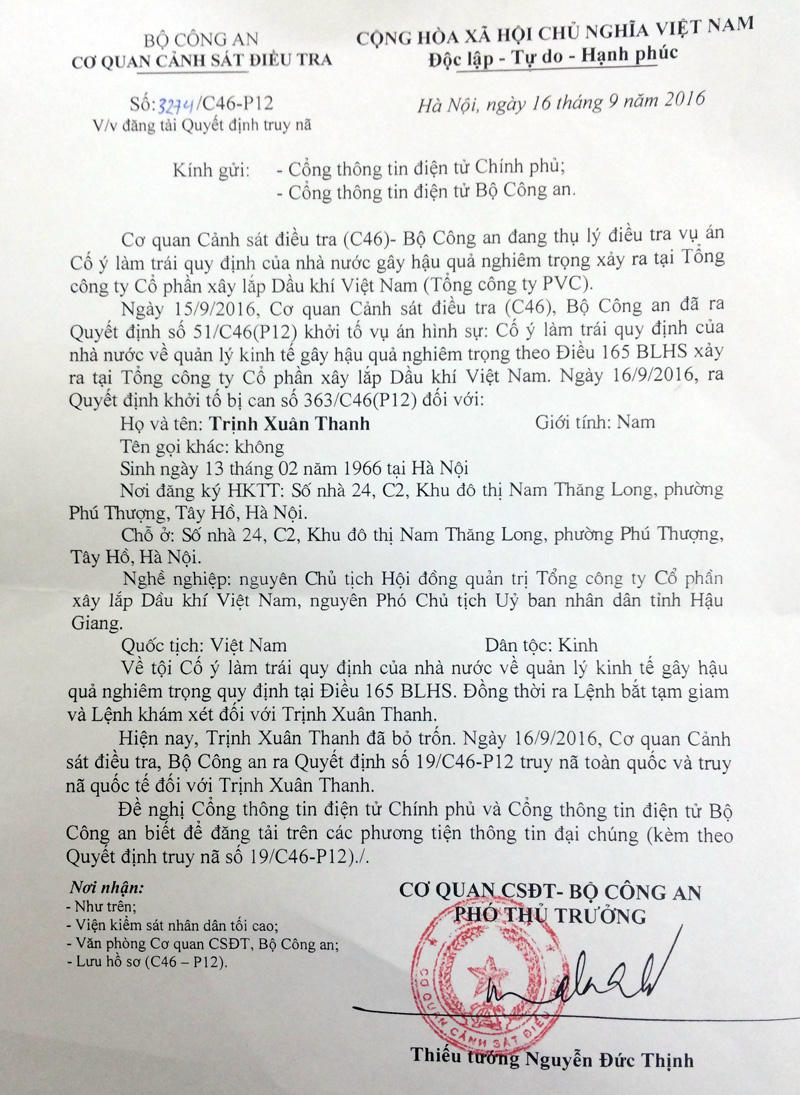 BỘ CÔNG AN
CƠ QUAN CẢNH SÁT ĐIỀU TRA
CỘNG HÒA XÃ HỘI CHỦ NGHĨA VIỆT NAM
Độc lập - Tự do - Hạnh phúc
Số:3274/C46-P12
V/v đăng tải Quyết định truy nã
Hà Nội, ngày 16 tháng 9 năm 2016
Kính gửi: - Cổng thông tin điện tử Chính phủ;
- Cổng thông tin điện tử Bộ Công an.
Cơ quan Cảnh sát điều tra (C46)- Bộ Công an đang thụ lý điều tra vụ án
Cố ý làm trái quy định của nhà nước gây hậu quả nghiêm trọng xảy ra tại Tổng
công ty Cổ phần xây lắp Dầu khí Việt Nam (Tổng công ty PVC).
Ngày 15/9/2016, Cơ quan Cảnh sát điều tra (C46), Bộ Công an đã ra
Quyết định số 51/C46(P12) khởi tố vụ án hình sự: Cố ý làm trái quy định của
nhà nước về quản lý kinh tế gây hậu quả nghiêm trọng theo Điều 165 BLHS xảy
ra tại Tổng công ty Cổ phần xây lắp Dầu khí Việt Nam. Ngày 16/9/2016, ra
Quyết định khởi tố bị can số 363/C46(P12) đối với:
Họ và tên: Trịnh Xuân Thanh Giới tính: Nam
Tên gọi khác: không
Sinh ngày 13 tháng 02 năm 1966 tại Hà Nội
Nơi đăng ký HKTT: Số nhà 24, C2, Khu đô thị Nam Thăng Long, phường
Phú Thượng, Tây Hồ, Hà Nội.
Chỗ ở: Số nhà 24, C2, Khu đô thị Nam Thăng Long, phường Phú Thượng,
Tây Hồ, Hà Nội.
Nghề nghiệp: nguyên Chủ tịch Hội đồng quản trị Tổng công ty Cổ phần
xây lắp Dầu khí Việt Nam, nguyên Phó Chủ tịch Uỷ ban nhân dân tỉnh Hậu
Giang.
Quốc tịch: Việt Nam Dân tộc: Kinh
Về tội Cố ý làm trái quy định của nhà nước về quản lý kinh tế gây hậu
quả nghiêm trọng quy định tại Điều 165 BLHS. Đồng thời ra Lệnh bắt tạm giam
và Lệnh khám xét đối với Trịnh Xuân Thanh.
Hiện nay, Trịnh Xuân Thanh đã bỏ trốn. Ngày 16/9/2016, Cơ quan Cảnh
sát điều tra, Bộ Công an ra Quyết định số 19/C46-P12 truy nã toàn quốc và truy
nã quốc tế đối với Trịnh Xuân Thanh.
Đề nghị Cổng thông tin điện tử Chính phủ và Cổng thông tin điện tử Bộ
Công an biết để đăng tải trên các phương tiện thông tin đại chúng (kèm theo
Quyết định truy nã số 19/C46-P12)./.
Nơi nhận:
- Như trên;
- Viện kiểm sát nhân dân tối cao;
- Văn phòng Cơ quan CSĐT, Bộ Công an;
- Lưu hồ sơ (C46 – P12).
CƠ QUAN CSĐT- BỘ CÔNG AN
PHÓ THỦ TRƯỞNG
CƠ QUAN CẢNH SÁT ĐIỀU
Thiếu tướng Nguyễn Đức Thịnh